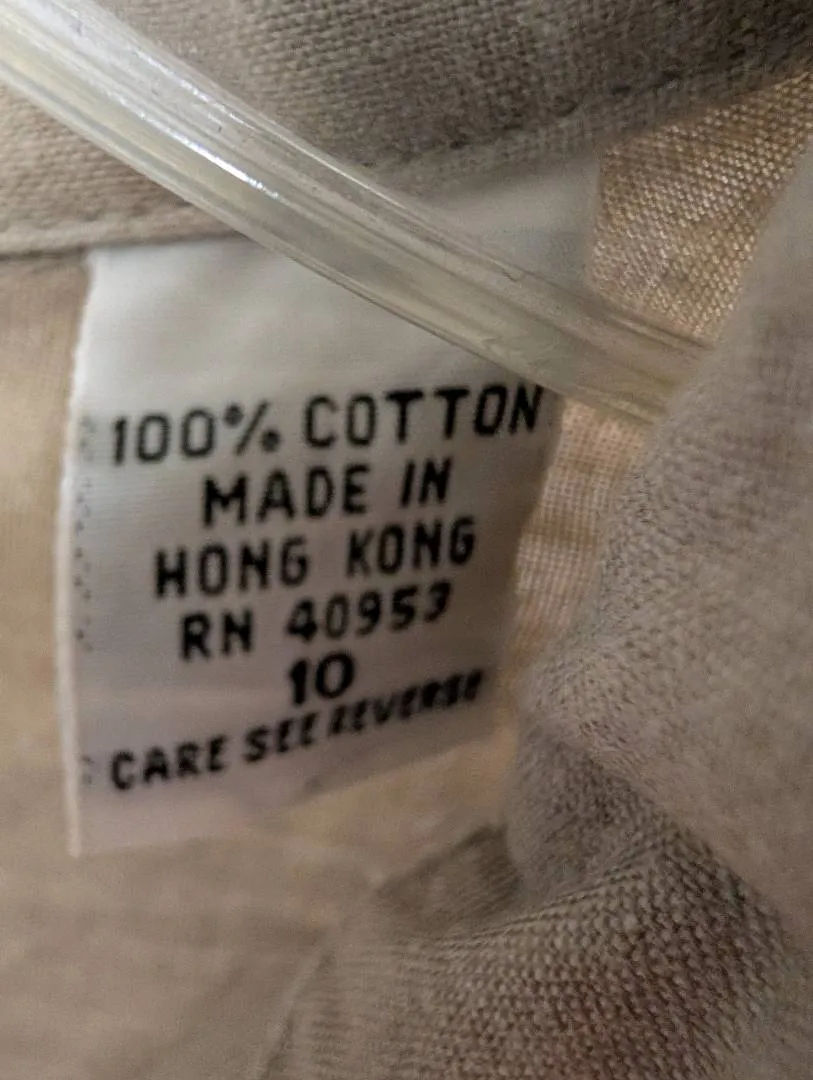 100% COTTON
MADE IN
HONG KONG
RN 40953
10
CARE SEE REVERSE